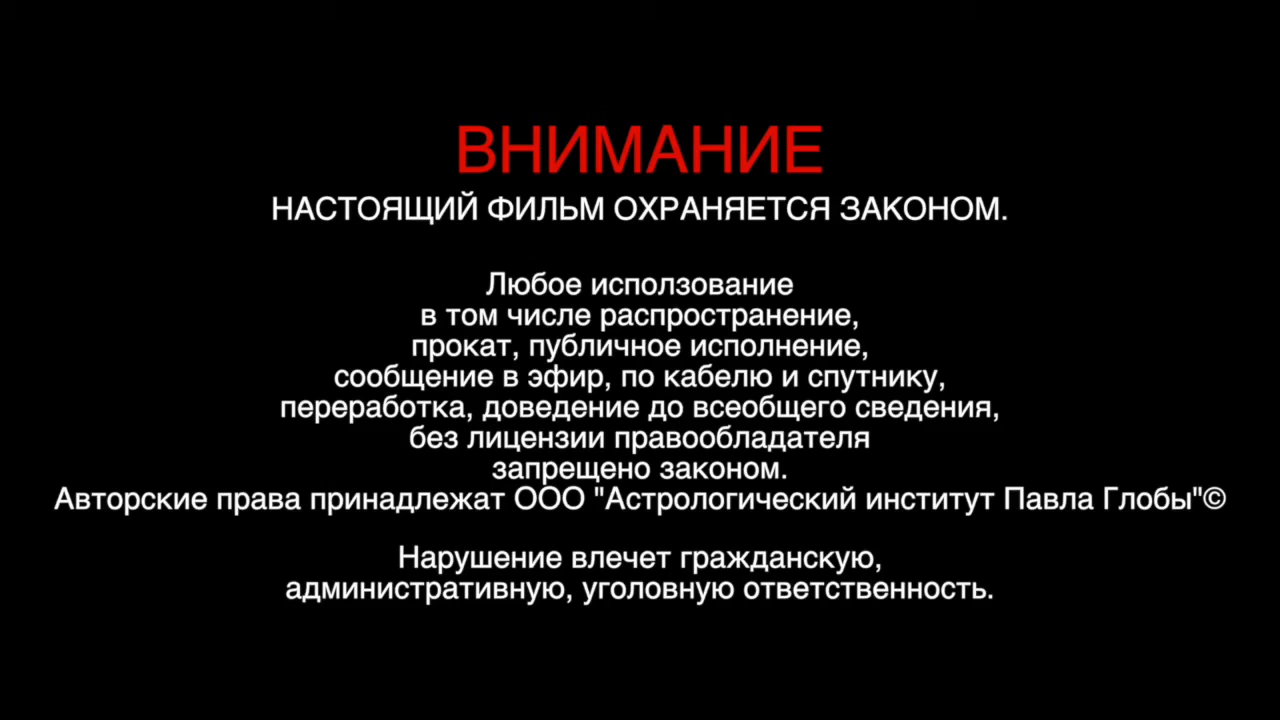 ВНИМАНИЕ
НАСТОЯЩИЙ ФИЛЬМ ОХРАНЯЕТСЯ ЗАКОНОМ.
Любое исползование
в том числе распространение,
прокат, публичное исполнение,
сообщение в эфир, по кабелю и спутнику,
переработка, доведение до всеобщего сведения,
без лицензии правообладателя
запрещено законом.
Авторские права принадлежат ООО "Астрологический институт Павла Глобы"©
Нарушение влечет гражданскую,
административную, уголовную ответственность.